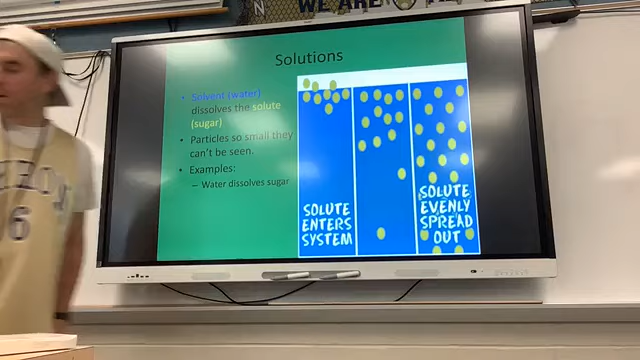 WE ARE
Solutions
• Solvent (water)
dissolves the solute
(sugar)
• Particles so small they
can't be seen.
• Examples:
– Water dissolves sugar
SOLUTE
ENTERS
SYSTEM
SOLUTE
EVENLY
SPREAD
OUT
6